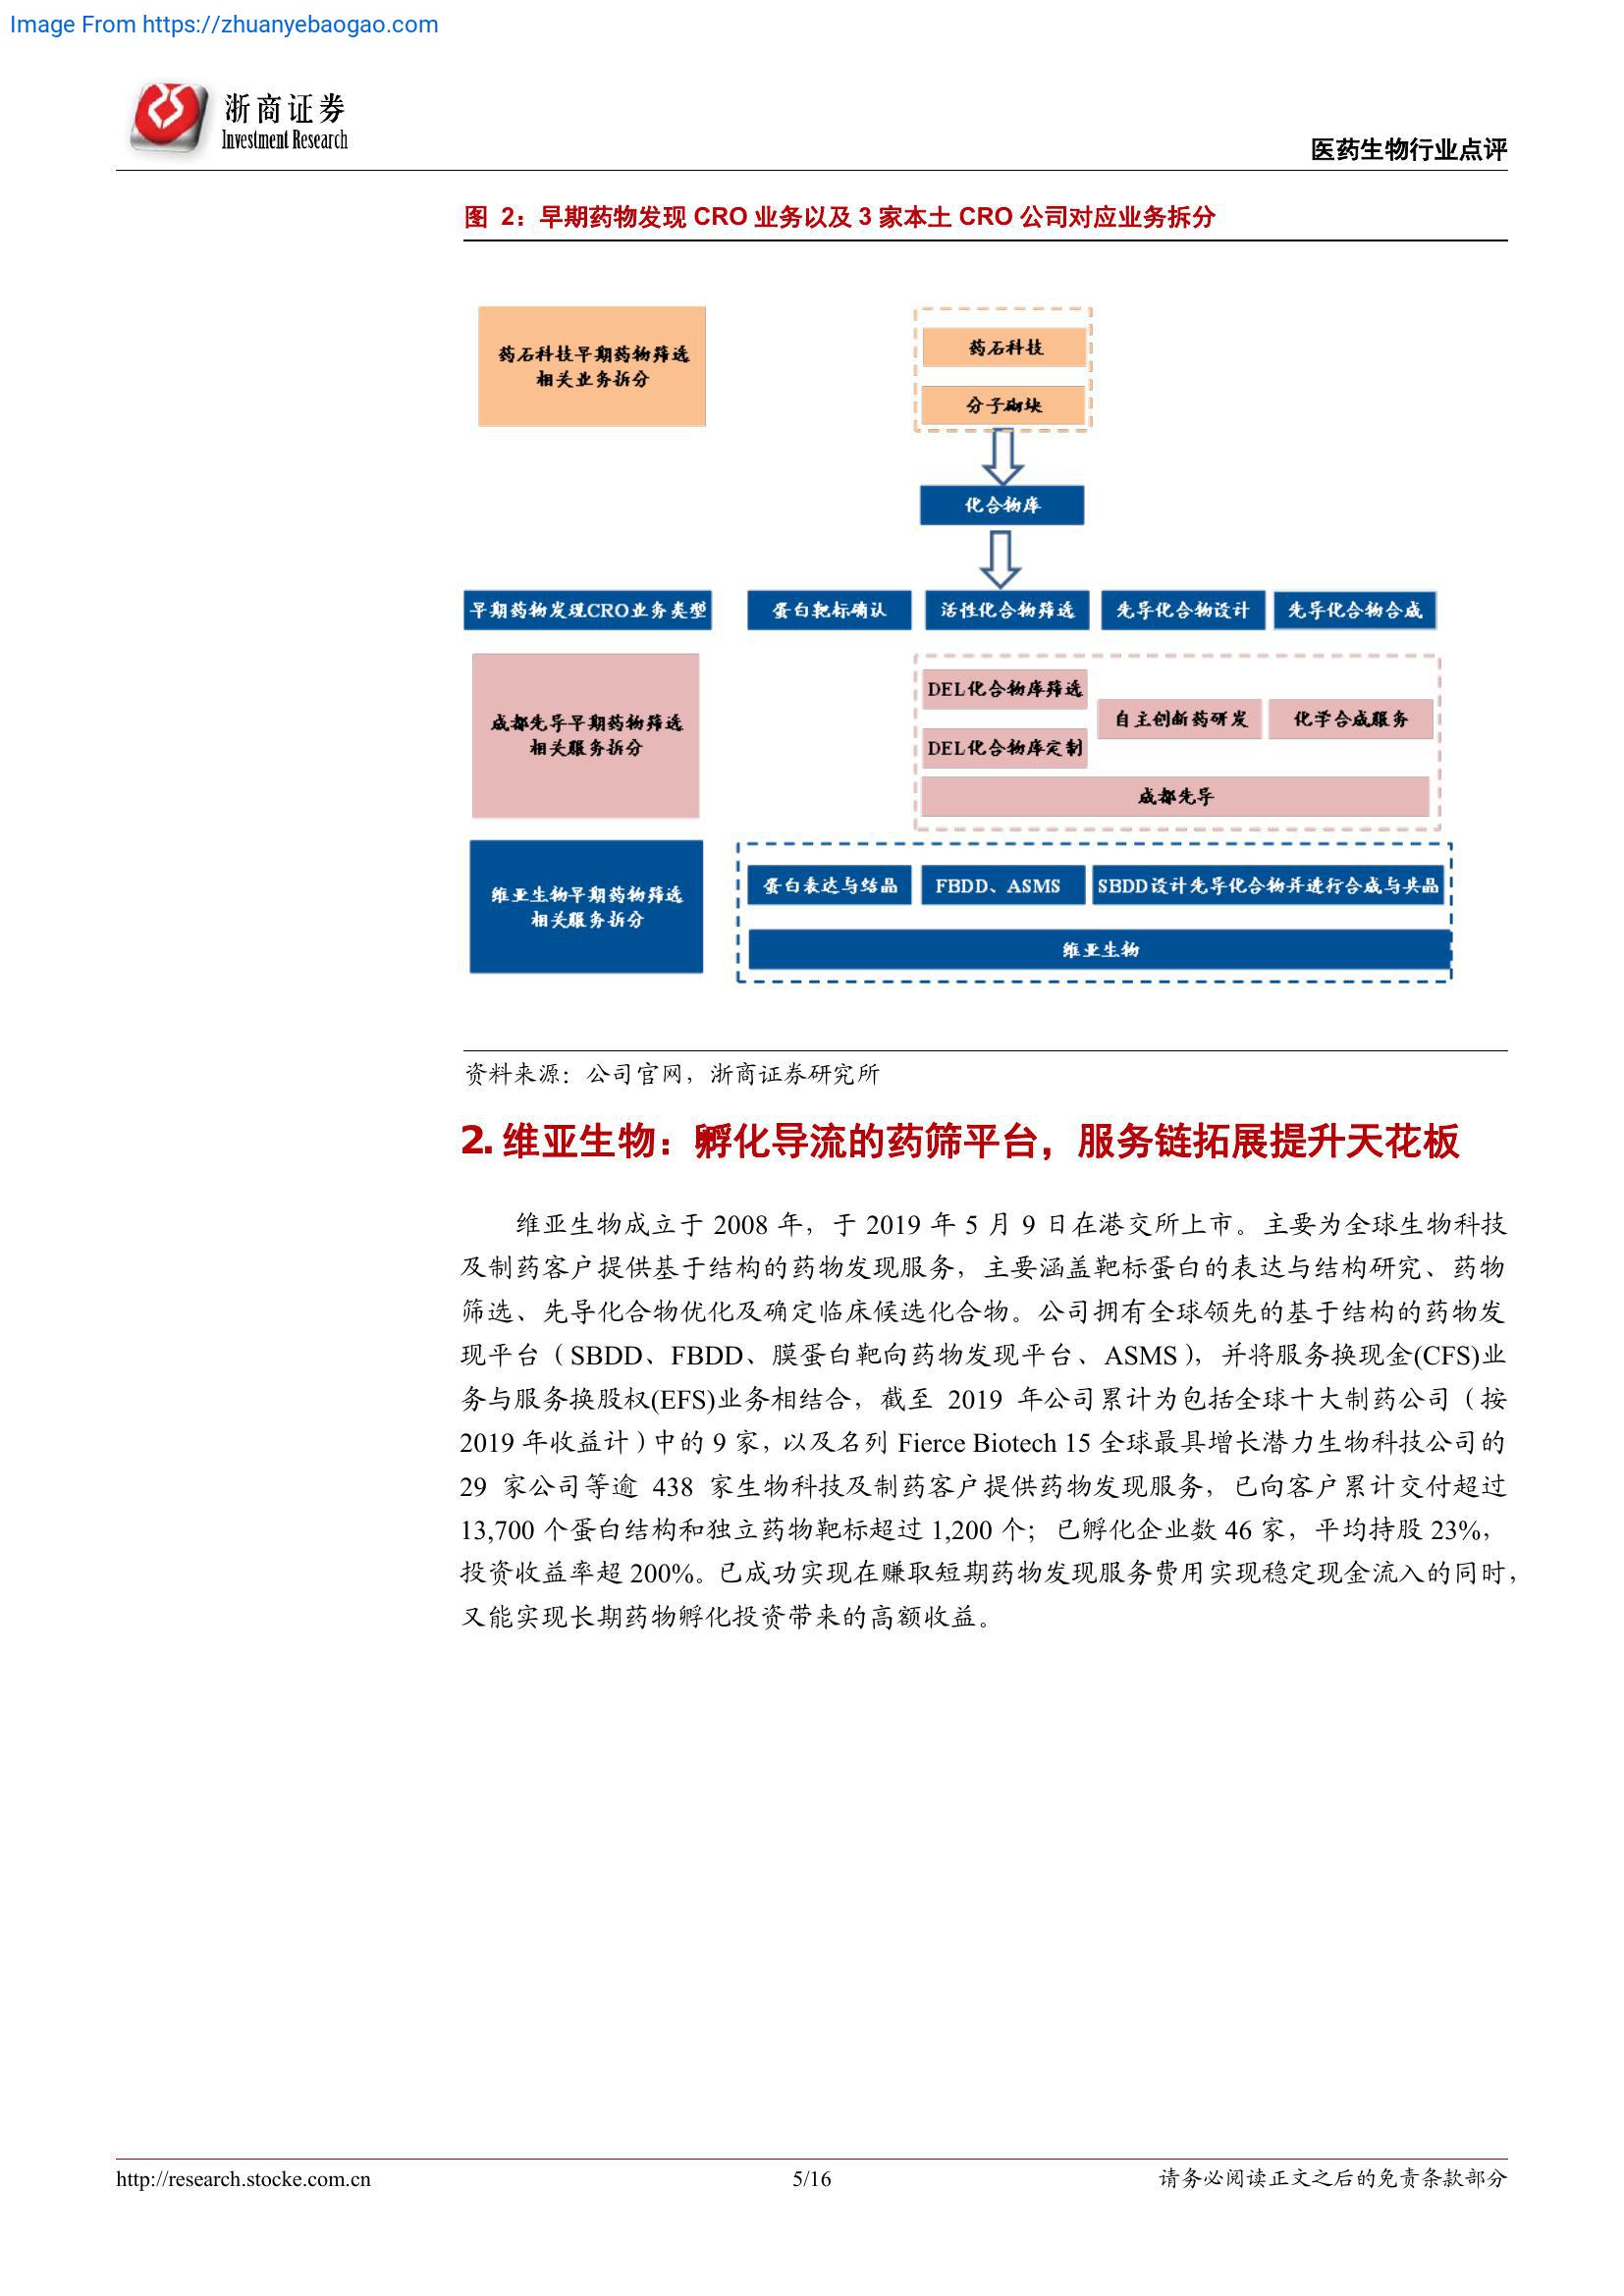 Image From https://zhuanyebaogao.com
浙商证券
Investment Research
医药生物行业点评
图 2：早期药物发现 CRO 业务以及 3 家本土 CRO 公司对应业务拆分
药石科技早期药物筛选
相关业务拆分
药石科技
分子砌块
化合物库
早期药物发现CRO业务类型
蛋白靶标确认
活性化合物筛选
先导化合物设计
先导化合物合成
成都先导早期药物筛选
相关服务拆分
DEL化合物库筛选
DEL化合物库定制
自主创新药研发
化学合成服务
成都先导
维亚生物早期药物筛选
相关服务拆分
蛋白表达与结晶
FBDD、ASMS
SBDD设计先导化合物并进行合成与共晶
维亚生物
资料来源：公司官网，浙商证券研究所
2. 维亚生物：孵化导流的药筛平台，服务链拓展提升天花板
维亚生物成立于 2008 年，于 2019 年 5 月 9 日在港交所上市。主要为全球生物科技
及制药客户提供基于结构的药物发现服务，主要涵盖靶标蛋白的表达与结构研究、药物
筛选、先导化合物优化及确定临床候选化合物。公司拥有全球领先的基于结构的药物发
现平台（SBDD、FBDD、膜蛋白靶向药物发现平台、ASMS），并将服务换现金(CFS)业
务与服务换股权(EFS)业务相结合，截至 2019 年公司累计为包括全球十大制药公司（按
2019 年收益计）中的 9 家，以及名列 Fierce Biotech 15 全球最具增长潜力生物科技公司的
29 家公司等逾 438 家生物科技及制药客户提供药物发现服务，已向客户累计交付超过
13,700 个蛋白结构和独立药物靶标超过 1,200 个；已孵化企业数 46 家，平均持股 23%，
投资收益率超 200%。已成功实现在赚取短期药物发现服务费用实现稳定现金流入的同时，
又能实现长期药物孵化投资带来的高额收益。
http://research.stocke.com.cn
5/16
请务必阅读正文之后的免责条款部分